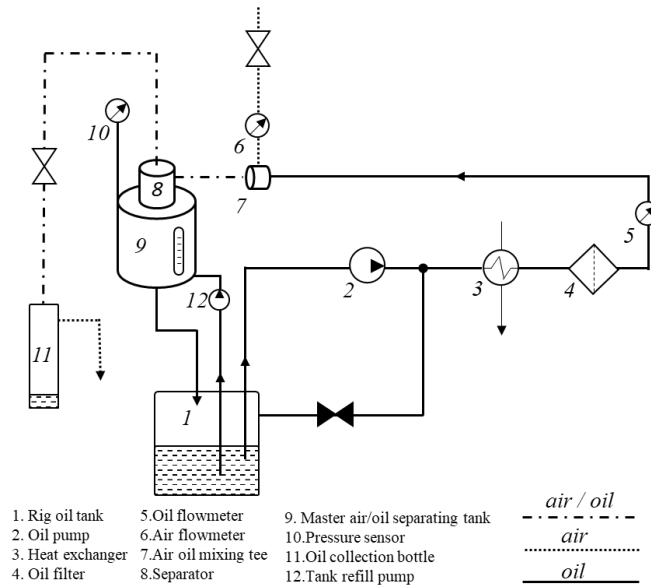 10
6
8
7
5
9
2
3
4
12
11
1
1. Rig oil tank
2. Oil pump
3. Heat exchanger
4. Oil filter
5.Oil flowmeter
6.Air flowmeter
7.Air oil mixing tee
8.Separator
9. Master air/oil separating tank
10.Pressure sensor
11.Oil collection bottle
12.Tank refill pump
air / oil
air
oil